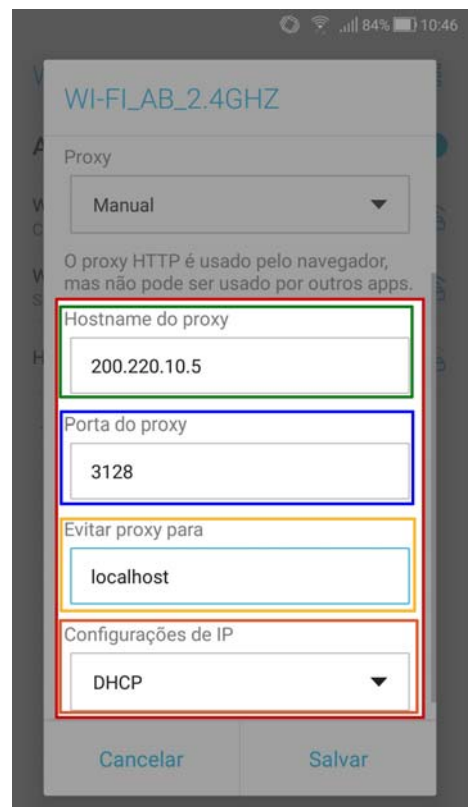 84% 10:46
WI-FI_AB_2.4GHZ
Proxy
Manual
O proxy HTTP é usado pelo navegador,
mas não pode ser usado por outros apps.
Hostname do proxy
200.220.10.5
Porta do proxy
3128
Evitar proxy para
localhost
Configurações de IP
DHCP
Cancelar Salvar